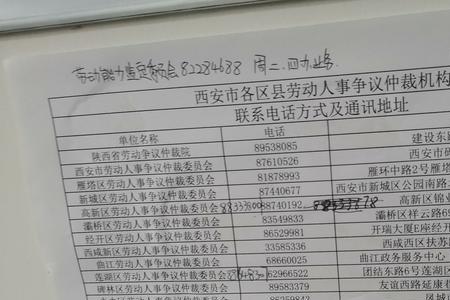 劳动能力鉴定委员会 82284688 周二.四办业务
西安市各区县劳动人事争议仲裁机构
联系电话方式及通讯地址
单位名称 电话
陕西省劳动争议仲裁院 89538085 建设东
西安市劳动人事争议仲裁委员会 87610526 西安市
雁塔区劳动人事争议仲裁委员会 81878993 雁环中路2号雁塔
新城区劳动人事争议仲裁委员会 87440677 西安市新城区公园南路
高新区劳动人事争议仲裁委员会 88333800 88740192 高新区锦业
灞桥区劳动人事争议仲裁委员会 83549833 灞桥区祥云路6
经开区劳动人事争议仲裁委员会 86529981 开瑞大厦E座经开
西咸新区劳动人事争议仲裁委员会 33585336 西咸西区扶苏
曲江劳动人事争议仲裁委员会 68660025 曲江政务服务中心
莲湖区劳动人事争议仲裁委员会 62966522 团结东路6号莲湖区
碑林区劳动人事争议仲裁委员会 89583379 友谊西路延康巷